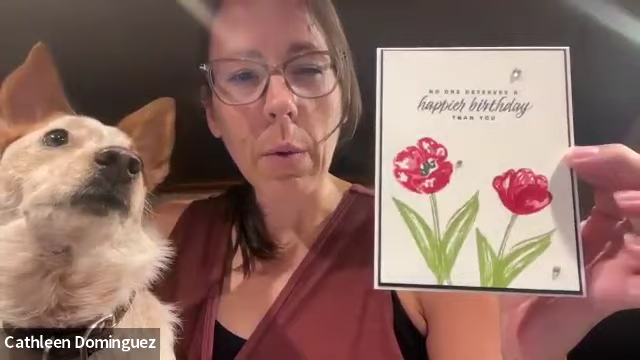 NO ONE DESERVES A
happier birthday
THAN YOU
Cathleen Dominguez